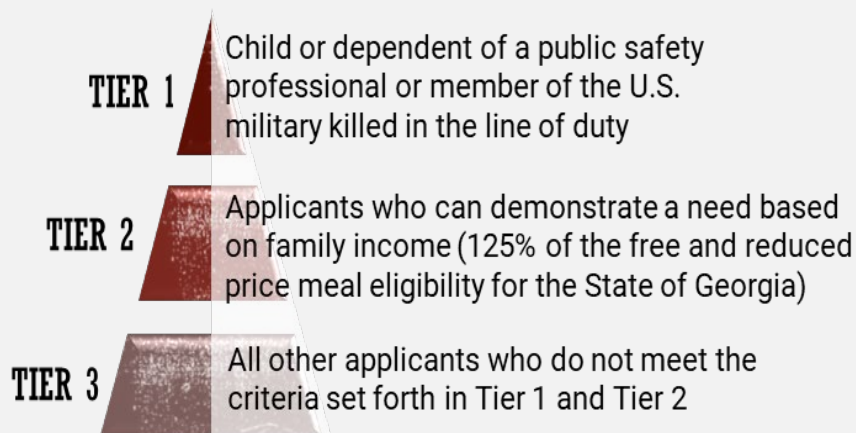 TIER 1
Child or dependent of a public safety
professional or member of the U.S.
military killed in the line of duty
TIER 2
Applicants who can demonstrate a need based
on family income (125% of the free and reduced
price meal eligibility for the State of Georgia)
TIER 3
All other applicants who do not meet the
criteria set forth in Tier 1 and Tier 2